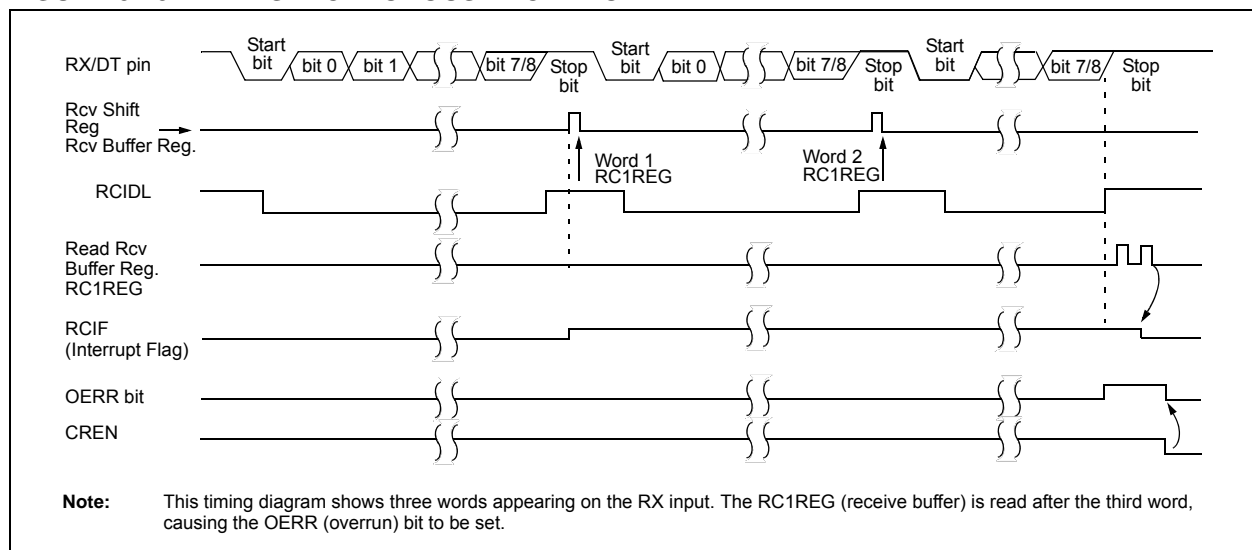 Start bit
bit 0
bit 1
bit 7/8
Stop bit
Start bit
bit 0
bit 7/8
Stop bit
Start bit
bit 7/8
Stop bit
RX/DT pin
Rcv Shift
Reg
Rcv Buffer Reg.
Word 1
RC1REG
Word 2
RC1REG
RCIDL
Read Rcv
Buffer Reg.
RC1REG
RCIF
(Interrupt Flag)
OERR bit
CREN
Note: This timing diagram shows three words appearing on the RX input. The RC1REG (receive buffer) is read after the third word,
causing the OERR (overrun) bit to be set.